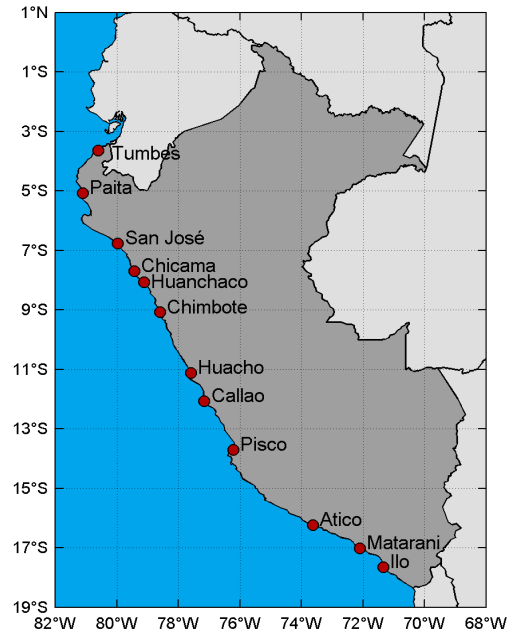 1°N
1°S
3°S
Tumbes
5°S
Paita
San José
7°S
Chicama
Huanchaco
Chimbote
9°S
11°S
Huacho
Callao
13°S
Pisco
15°S
Atico
17°S
Matarani
Ilo
19°S
82°W 80°W 78°W 76°W 74°W 72°W 70°W 68°W